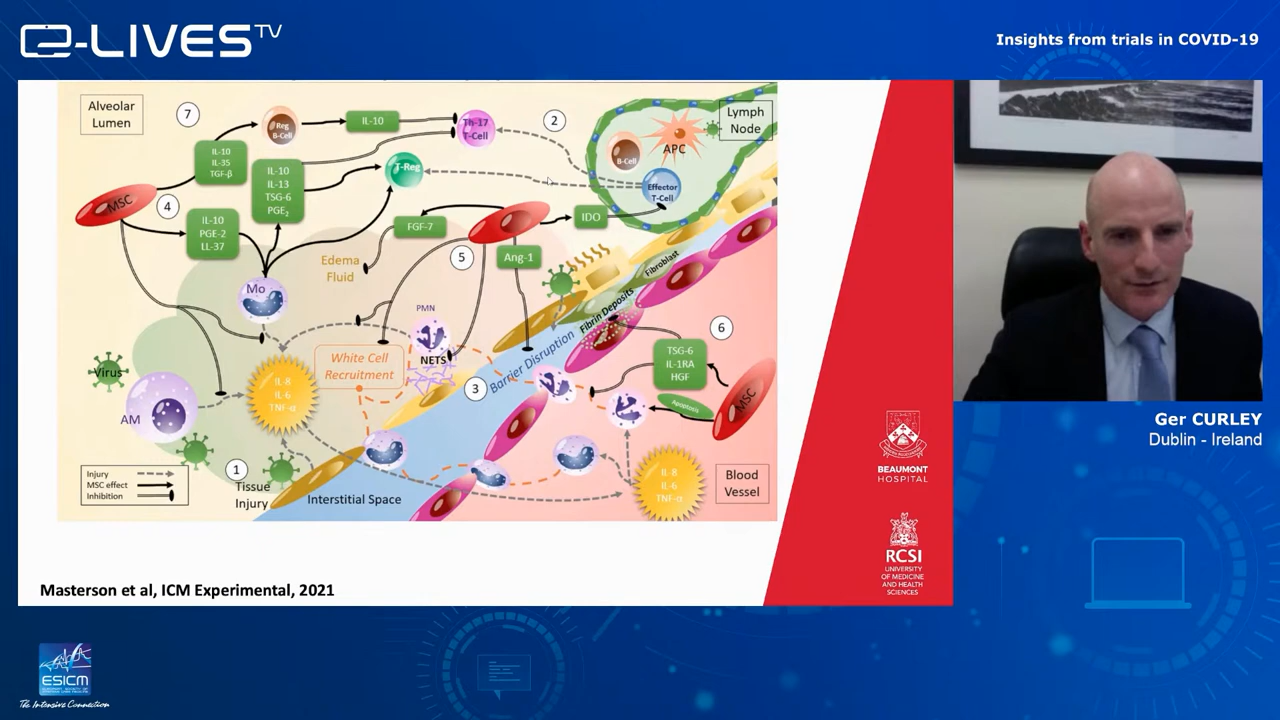 e-LIVES TV
Insights from trials in COVID-19
Alveolar
Lumen
7
Reg
B-Cell
IL-10
Th-17
T-Cell
2
Lymph
Node
B-Cell
APC
Effector
T-Cell
IL-10
IL-35
TGF-β
IL-10
IL-13
TSG-6
PGE2
T-Reg
MSC
4
IL-10
PGE-2
LL-37
FGF-7
MSC
IDO
Edema
Fluid
5
Ang-1
Mo
Fibroblast
Fibrin Deposits
PMN
NETS
White Cell
Recruitment
Barrier Disruption
6
TSG-6
IL-1RA
HGF
MSC
Apoptosis
Virus
AM
IL-8
IL-6
TNF-α
3
1
Tissue
Injury
Interstitial Space
IL-8
IL-6
TNF-α
Blood
Vessel
Injury
MSC effect
Inhibition
Masterson et al, ICM Experimental, 2021
BEAUMONT
HOSPITAL
RCSI
UNIVERSITY
OF MEDICINE
AND HEALTH
SCIENCES
Ger CURLEY
Dublin - Ireland
ESICM
The Intensive Connection